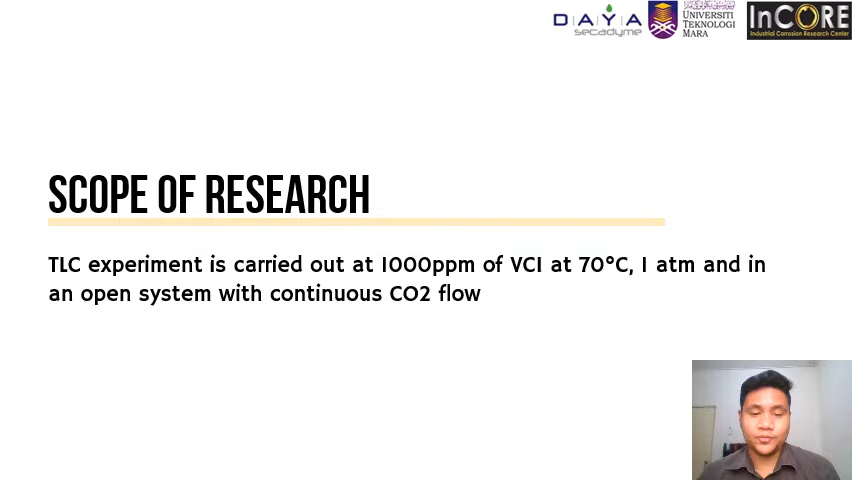 DAYA
secadyme
UNIVERSITI
TEKNOLOGI
MARA
InCORE
Industrial Corrosion Research Center
SCOPE OF RESEARCH
TLC experiment is carried out at 1000ppm of VCI at 70°C, 1 atm and in
an open system with continuous CO2 flow